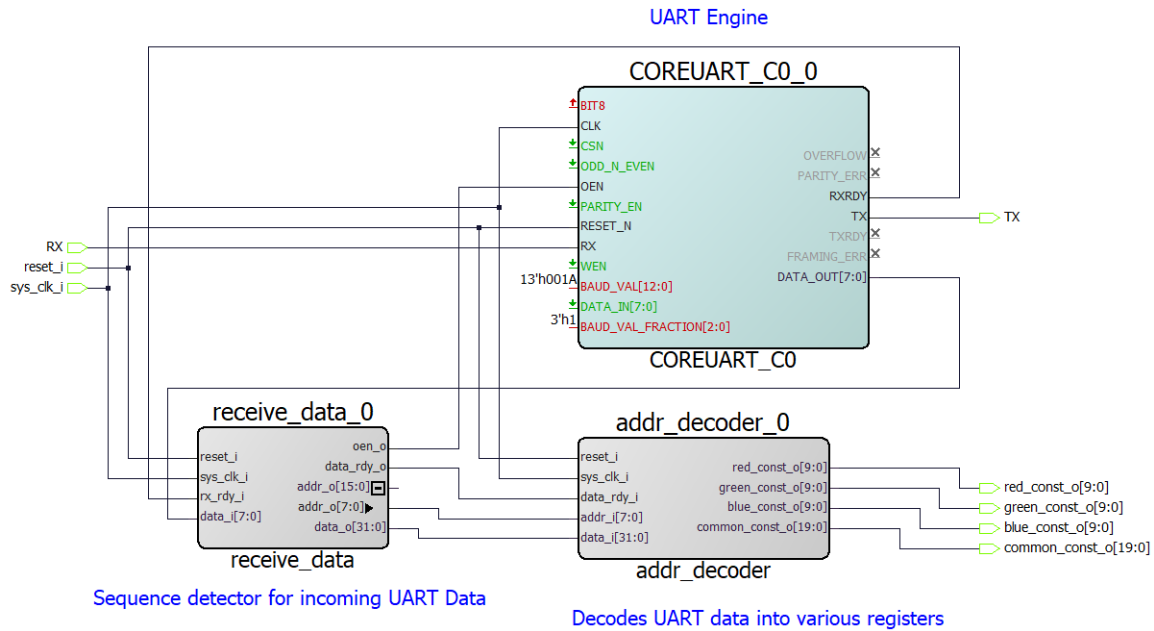 UART Engine
COREUART_C0_0
BIT8
CLK
CSN
ODD_N_EVEN
OEN
PARITY_EN
RESET_N
RX
WEN
13'h001A
BAUD_VAL[12:0]
DATA_IN[7:0]
3'h1
BAUD_VAL_FRACTION[2:0]
OVERFLOW
PARITY_ERR
RXRDY
TX
TXRDY
FRAMING_ERR
DATA_OUT[7:0]
COREUART_C0
TX
RX
reset_i
sys_clk_i
receive_data_0
reset_i
sys_clk_i
rx_rdy_i
data_i[7:0]
oen_o
data_rdy_o
addr_o[15:0]
addr_o[7:0]
data_o[31:0]
receive_data
addr_decoder_0
reset_i
sys_clk_i
data_rdy_i
addr_i[7:0]
data_i[31:0]
red_const_o[9:0]
green_const_o[9:0]
blue_const_o[9:0]
common_const_o[19:0]
addr_decoder
red_const_o[9:0]
green_const_o[9:0]
blue_const_o[9:0]
common_const_o[19:0]
Sequence detector for incoming UART Data
Decodes UART data into various registers